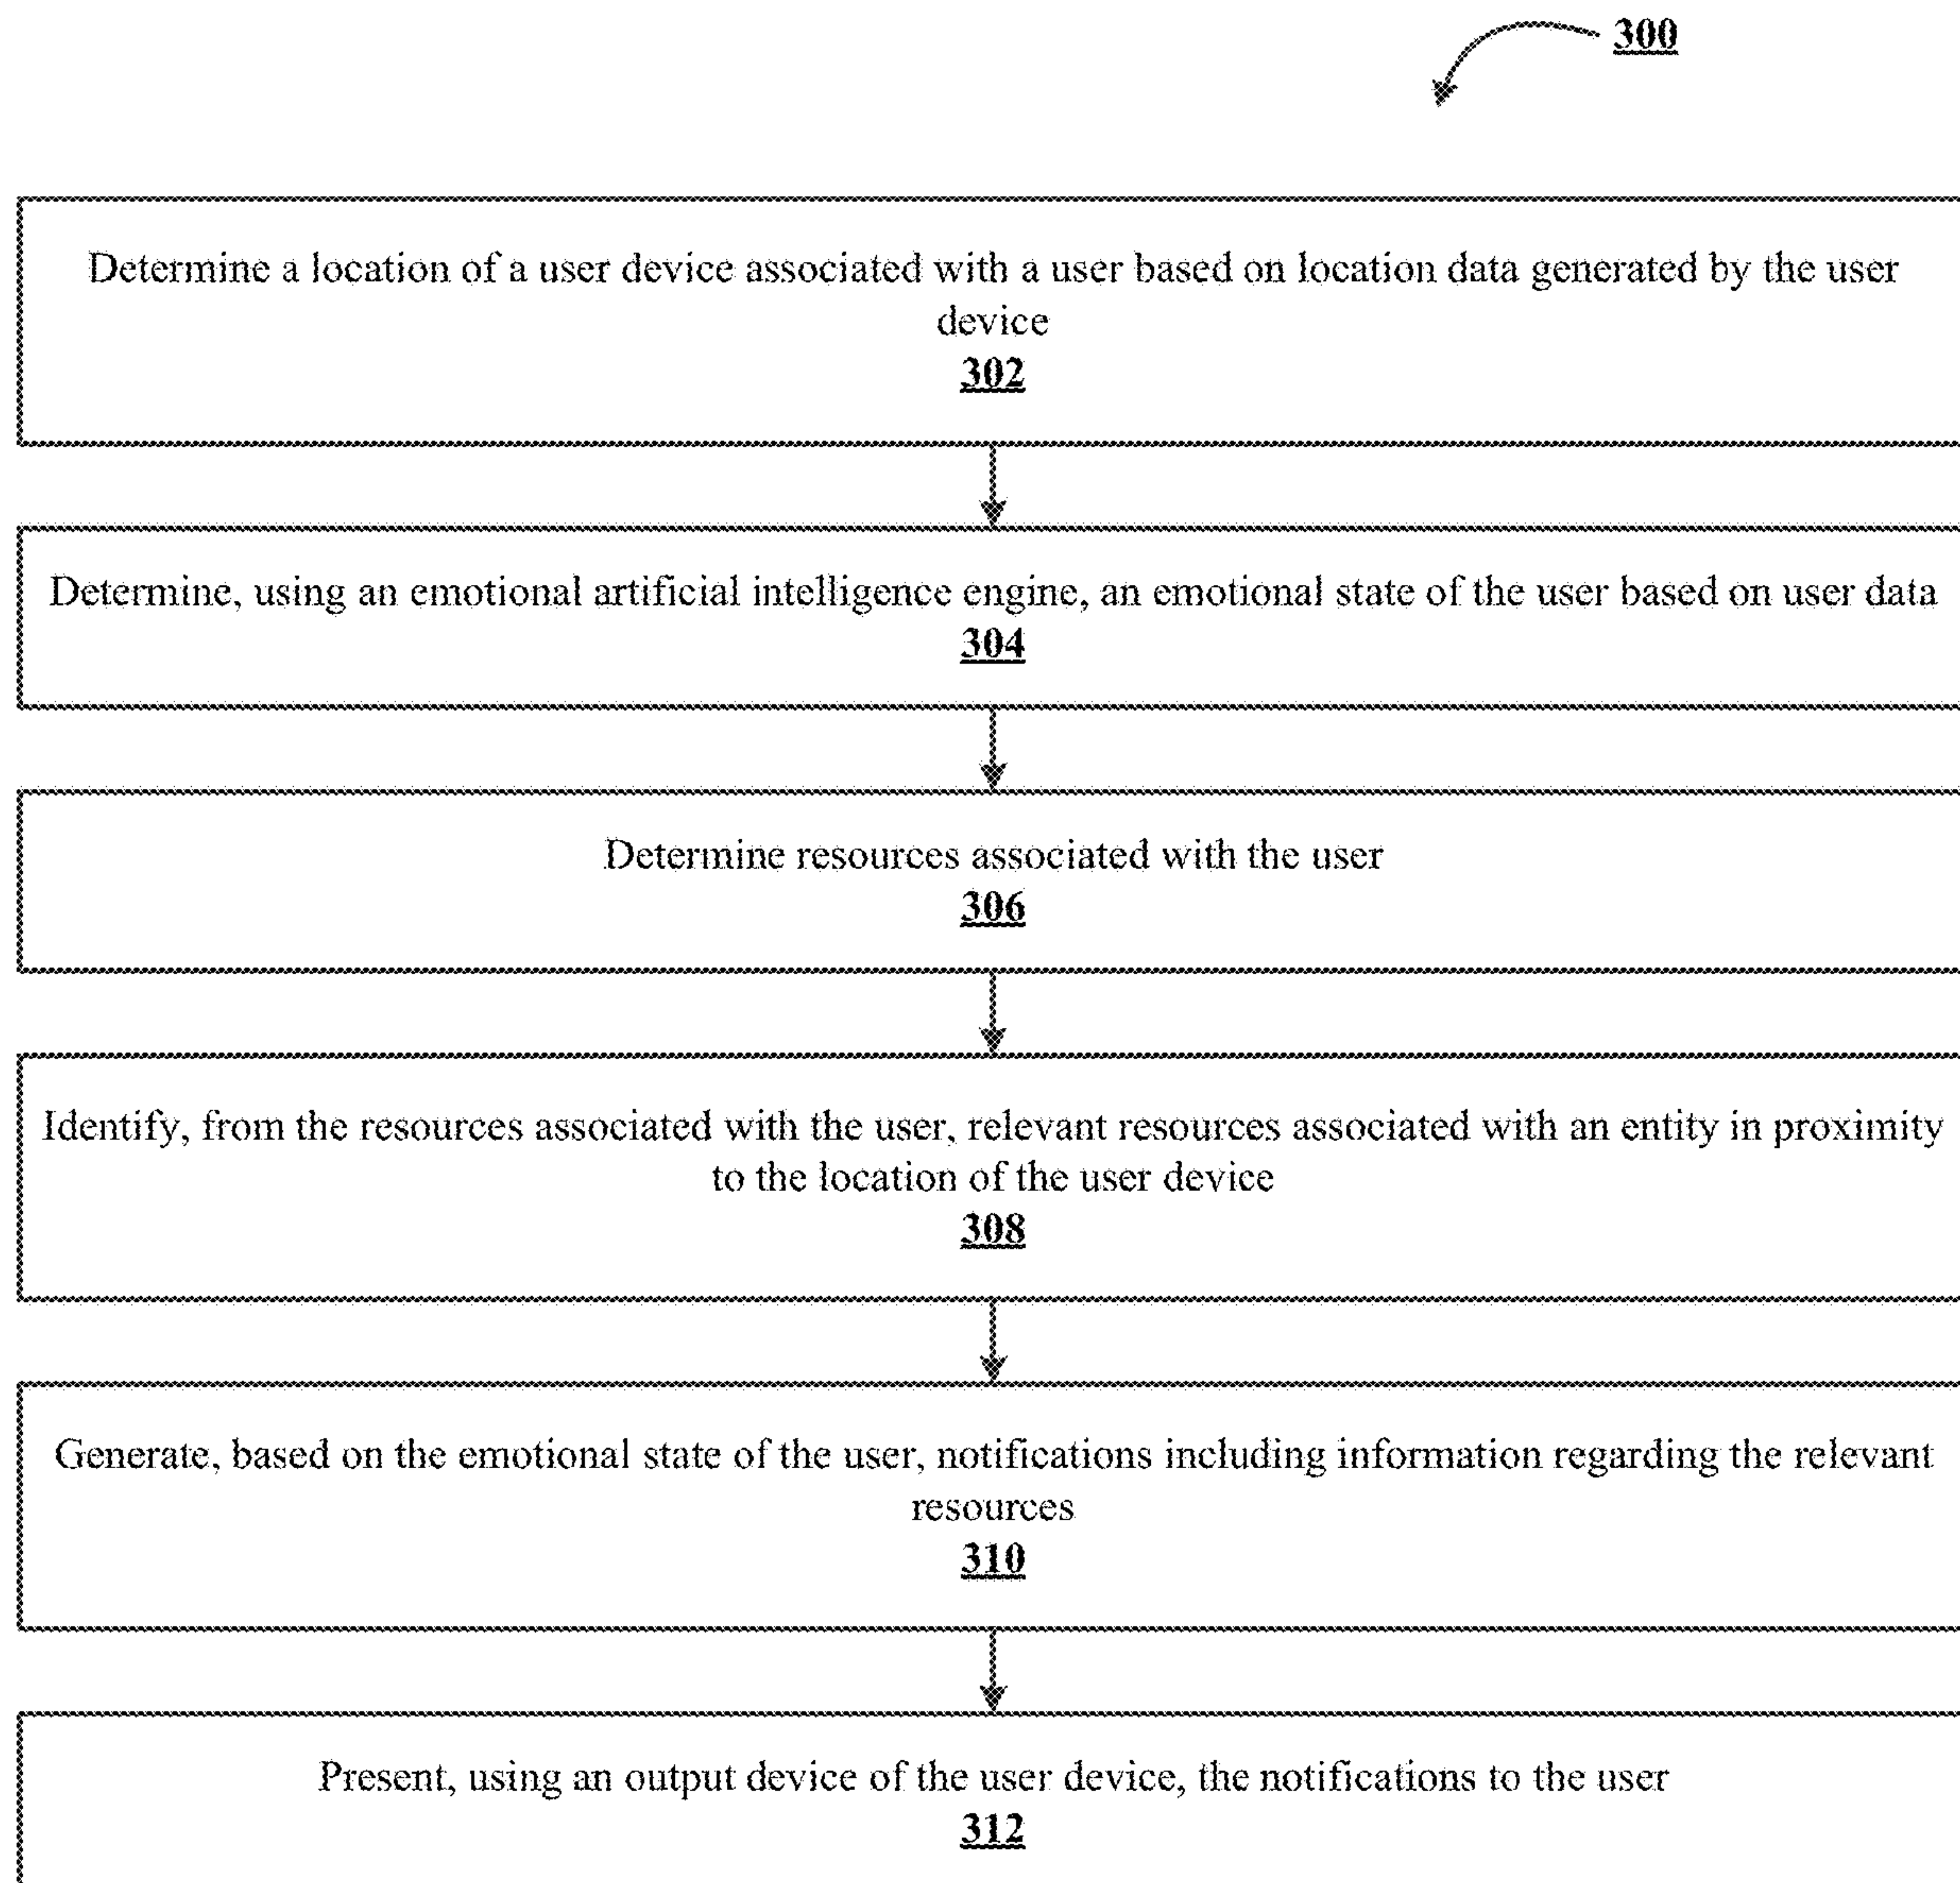 300
Determine a location of a user device associated with a user based on location data generated by the user
device
302
Determine, using an emotional artificial intelligence engine, an emotional state of the user based on user data
304
Determine resources associated with the user
306
Identify, from the resources associated with the user, relevant resources associated with an entity in proximity
to the location of the user device
308
Generate, based on the emotional state of the user, notifications including information regarding the relevant
resources
310
Present, using an output device of the user device, the notifications to the user
312